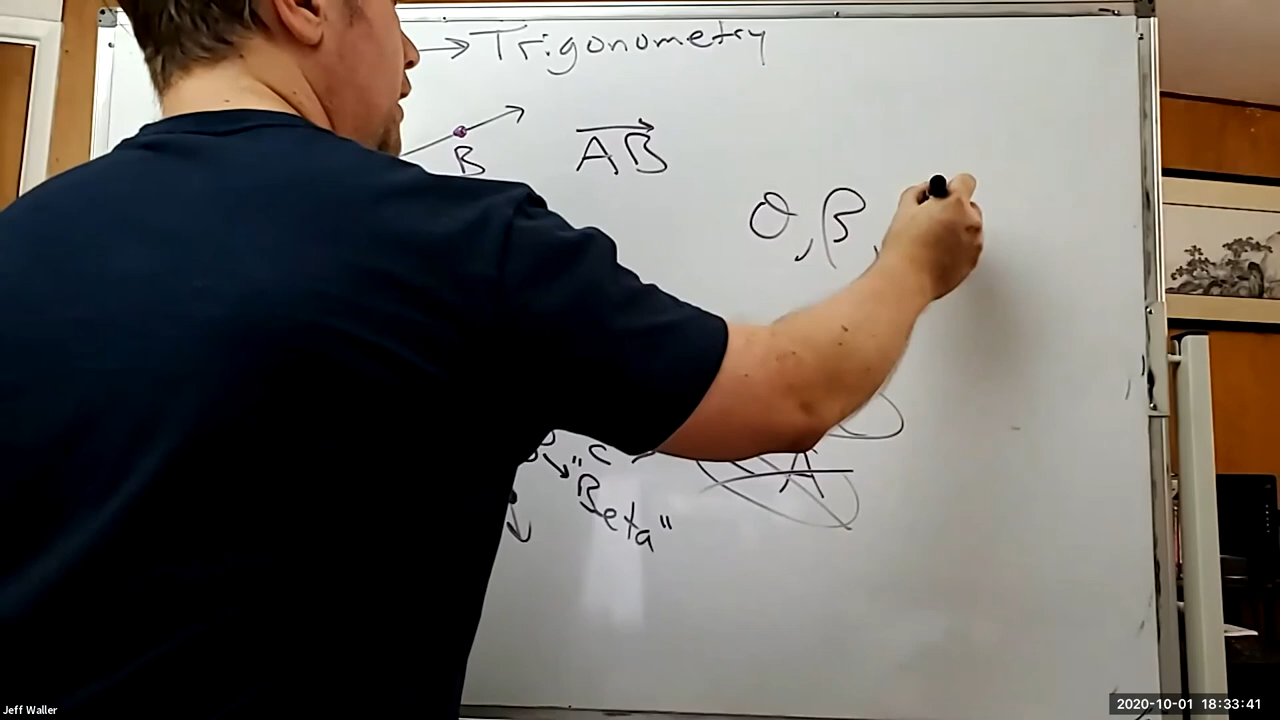 → Trigonometry
B
AB
θ, β,
"C
"Beta"
A
Jeff Waller
2020-10-01 18:33:41